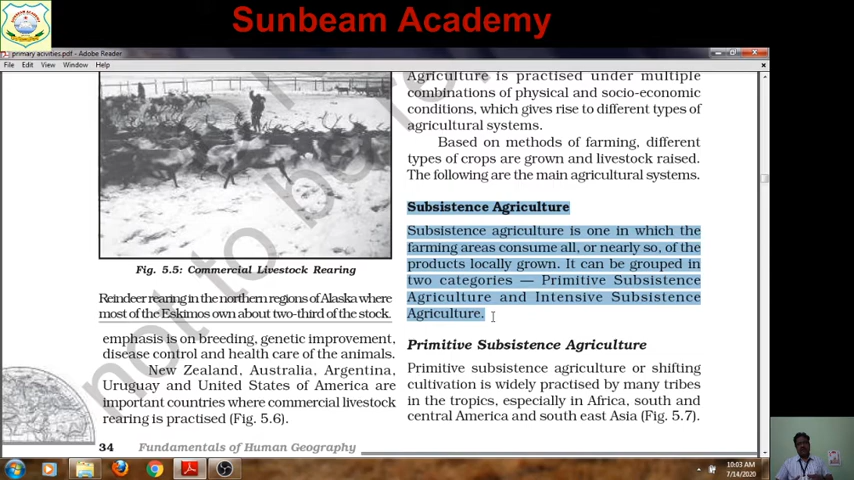 Sunbeam Academy
primary acivities.pdf - Adobe Reader
File Edit View Window Help
Fig. 5.5: Commercial Livestock Rearing
Reindeer rearing in the northern regions of Alaska where
most of the Eskimos own about two-third of the stock.
emphasis is on breeding, genetic improvement,
disease control and health care of the animals.
New Zealand, Australia, Argentina,
Uruguay and United States of America are
important countries where commercial livestock
rearing is practised (Fig. 5.6).
34 Fundamentals of Human Geography
Agriculture is practised under multiple
combinations of physical and socio-economic
conditions, which gives rise to different types of
agricultural systems.
Based on methods of farming, different
types of crops are grown and livestock raised.
The following are the main agricultural systems.
Subsistence Agriculture
Subsistence agriculture is one in which the
farming areas consume all, or nearly so, of the
products locally grown. It can be grouped in
two categories — Primitive Subsistence
Agriculture and Intensive Subsistence
Agriculture.
Primitive Subsistence Agriculture
Primitive subsistence agriculture or shifting
cultivation is widely practised by many tribes
in the tropics, especially in Africa, south and
central America and south east Asia (Fig. 5.7).
not to be re
10:03 AM
7/14/2020